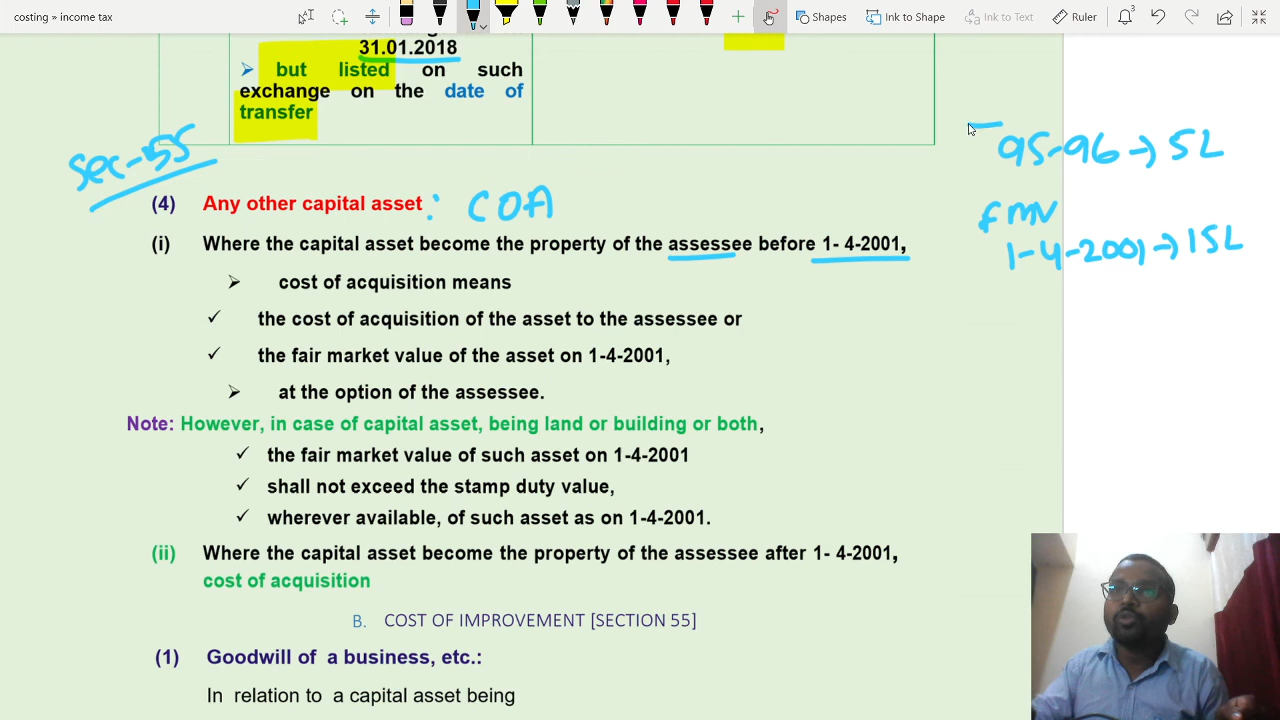 costing » income tax
Shapes
Ink to Shape
Ink to Text
Ruler
31.01.2018
but listed on such
exchange on the date of
transfer
Sec-55
95-96 → 5L
(4) Any other capital asset : COA
FMV
1-4-2001 → 15L
(i) Where the capital asset become the property of the assessee before 1- 4-2001,
➢ cost of acquisition means
✓ the cost of acquisition of the asset to the assessee or
✓ the fair market value of the asset on 1-4-2001,
➢ at the option of the assessee.
Note: However, in case of capital asset, being land or building or both,
✓ the fair market value of such asset on 1-4-2001
✓ shall not exceed the stamp duty value,
✓ wherever available, of such asset as on 1-4-2001.
(ii) Where the capital asset become the property of the assessee after 1- 4-2001,
cost of acquisition
B. COST OF IMPROVEMENT [SECTION 55]
(1) Goodwill of a business, etc.:
In relation to a capital asset being